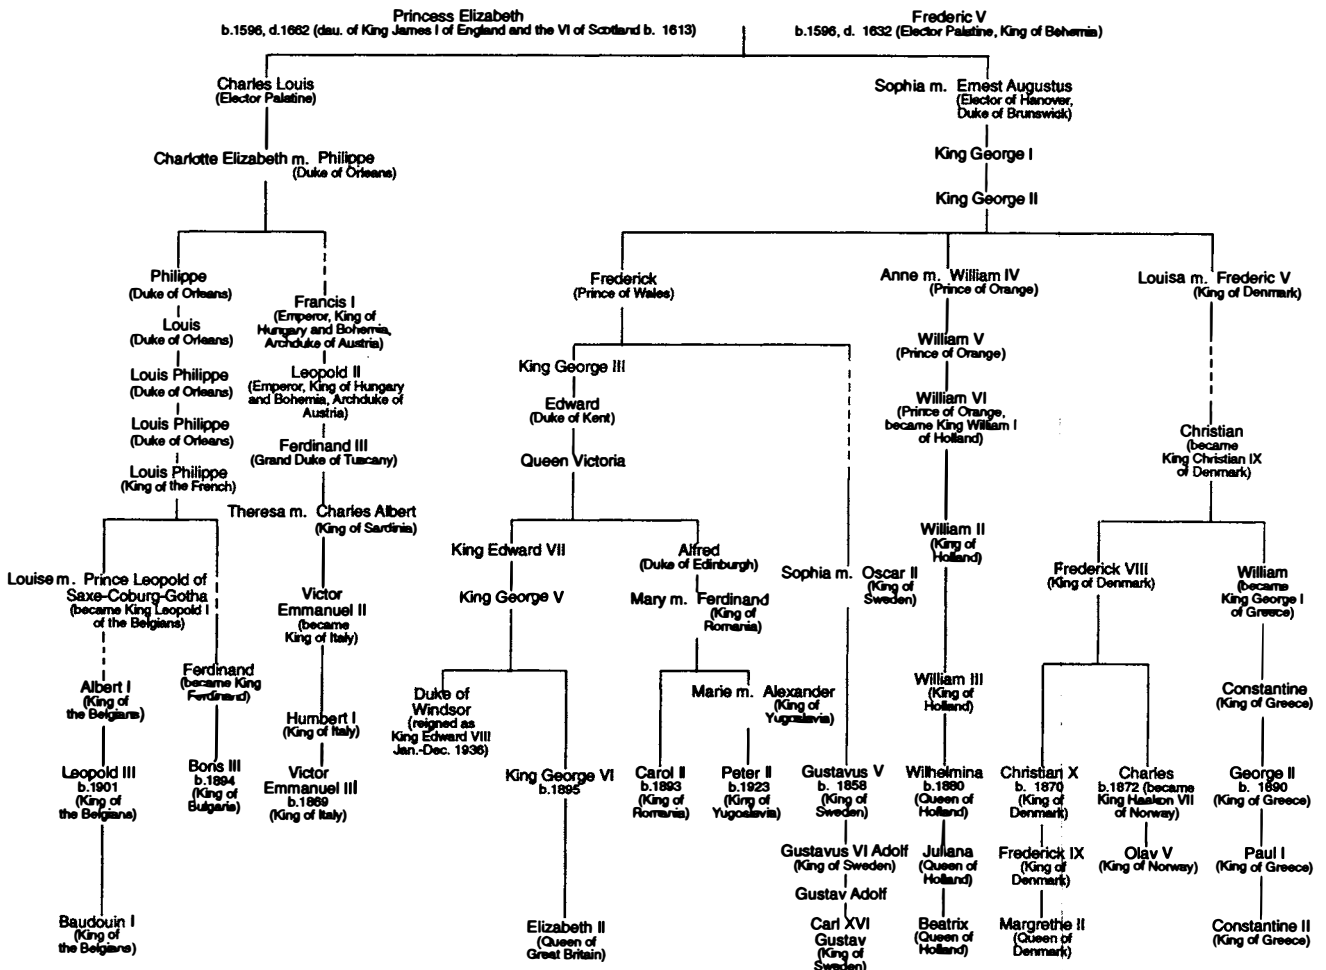 Princess Elizabeth
b.1596, d.1662 (dau. of King James I of England and the VI of Scotland b. 1613)
Frederic V
b.1596, d. 1632 (Elector Palatine, King of Bohemia)
Charles Louis
(Elector Palatine)
Sophia m. Ernest Augustus
(Elector of Hanover,
Duke of Brunswick)
Charlotte Elizabeth m. Philippe
(Duke of Orleans)
King George I
King George II
Philippe
(Duke of Orleans)
Louis
(Duke of Orleans)
Louis Philippe
(Duke of Orleans)
Louis Philippe
(Duke of Orleans)
Louis Philippe
(King of the French)
Francis I
(Emperor, King of
Hungary and Bohemia,
Archduke of Austria)
Leopold II
(Emperor, King of Hungary
and Bohemia, Archduke of
Austria)
Ferdinand III
(Grand Duke of Tuscany)
Theresa m. Charles Albert
(King of Sardinia)
Frederick
(Prince of Wales)
King George III
Edward
(Duke of Kent)
Queen Victoria
Anne m. William IV
(Prince of Orange)
William V
(Prince of Orange)
William VI
(Prince of Orange,
became King William I
of Holland)
Louisa m. Frederic V
(King of Denmark)
Christian
(became
King Christian IX
of Denmark)
Louise m. Prince Leopold of
Saxe-Coburg-Gotha
(became King Leopold I
of the Belgians)
Albert I
(King of
the Belgians)
Leopold III
b.1901
(King of
the Belgians)
Baudouin I
(King of
the Belgians)
Ferdinand
(became King
Ferdinand)
Boris III
b.1894
(King of
Bulgaria)
Victor
Emmanuel II
(became
King of Italy)
Humbert I
(King of Italy)
Victor
Emmanuel III
b.1869
(King of Italy)
King Edward VII
King George V
Duke of
Windsor
(reigned as
King Edward VIII
Jan.-Dec. 1936)
King George VI
b.1895
Elizabeth II
(Queen of
Great Britain)
Alfred
(Duke of Edinburgh)
Mary m. Ferdinand
(King of
Romania)
Marie m. Alexander
(King of
Yugoslavia)
Carol II
b.1893
(King of
Romania)
Peter II
b.1923
(King of
Yugoslavia)
Sophia m. Oscar II
(King of
Sweden)
Gustavus V
b. 1858
(King of
Sweden)
Gustavus VI Adolf
(King of Sweden)
Gustav Adolf
Carl XVI
Gustav
(King of
Sweden)
William II
(King of
Holland)
William III
(King of
Holland)
Wilhelmina
b.1880
(Queen of
Holland)
Juliana
(Queen of
Holland)
Beatrix
(Queen of
Holland)
Frederick VIII
(King of Denmark)
Christian X
b. 1870
(King of
Denmark)
Frederick IX
(King of
Denmark)
Margrethe II
(Queen of
Denmark)
Charles
b.1872 (became
King Haakon VII
of Norway)
Olav V
(King of Norway)
William
(became
King George I
of Greece)
Constantine
(King of Greece)
George II
b. 1890
(King of Greece)
Paul I
(King of Greece)
Constantine II
(King of Greece)